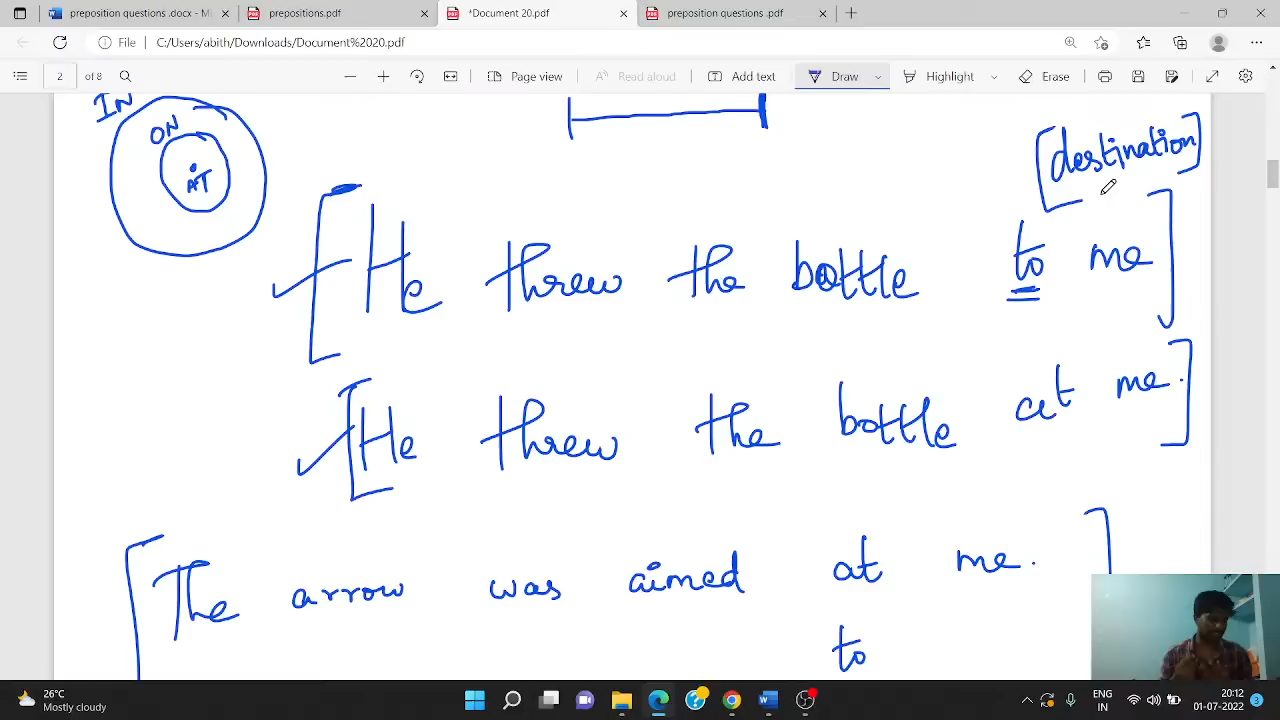 preposition questions .docx - Mi
prepositions.pdf
*Document 20.pdf
preposition questions .pdf
File
C:/Users/abith/Downloads/Document%2020.pdf
2
of 8
Page view
Read aloud
Add text
Draw
Highlight
Erase
IN
ON
AT
[destination]
[He threw the bottle to me]
[He threw the bottle at me.]
[The arrow was aimed at me.]
to
26°C
Mostly cloudy
ENG
IN
20:12
01-07-2022
3